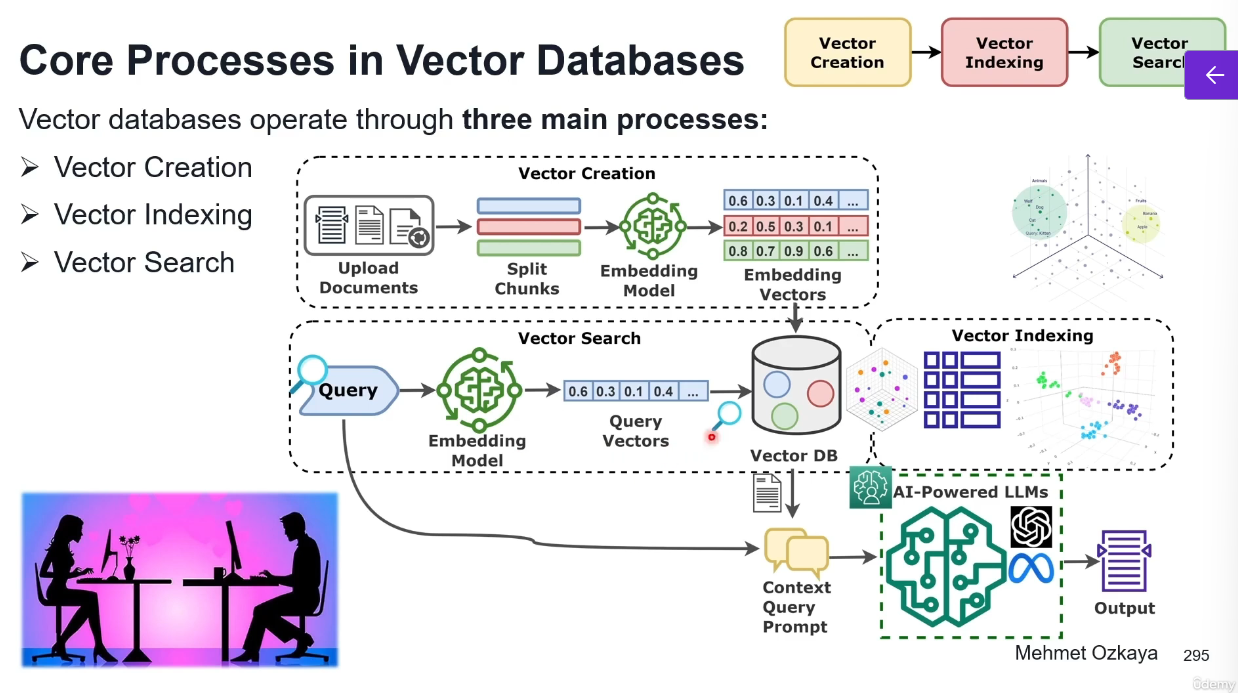 Core Processes in Vector Databases
Vector
Creation
Vector
Indexing
Vector
Search
Vector databases operate through three main processes:
➢ Vector Creation
➢ Vector Indexing
➢ Vector Search
Vector Creation
Upload
Documents
Split
Chunks
Embedding
Model
0.6 0.3 0.1 0.4 ...
0.2 0.5 0.3 0.1 ...
0.8 0.7 0.9 0.6 ...
Embedding
Vectors
Animals
Wolf
Dog
Cat
Fruits
Banana
Apple
Vector Search
Query
Embedding
Model
0.6 0.3 0.1 0.4 ...
Query
Vectors
Vector DB
Vector Indexing
AI-Powered LLMs
Context
Query
Prompt
Output
Mehmet Ozkaya
295
Udemy